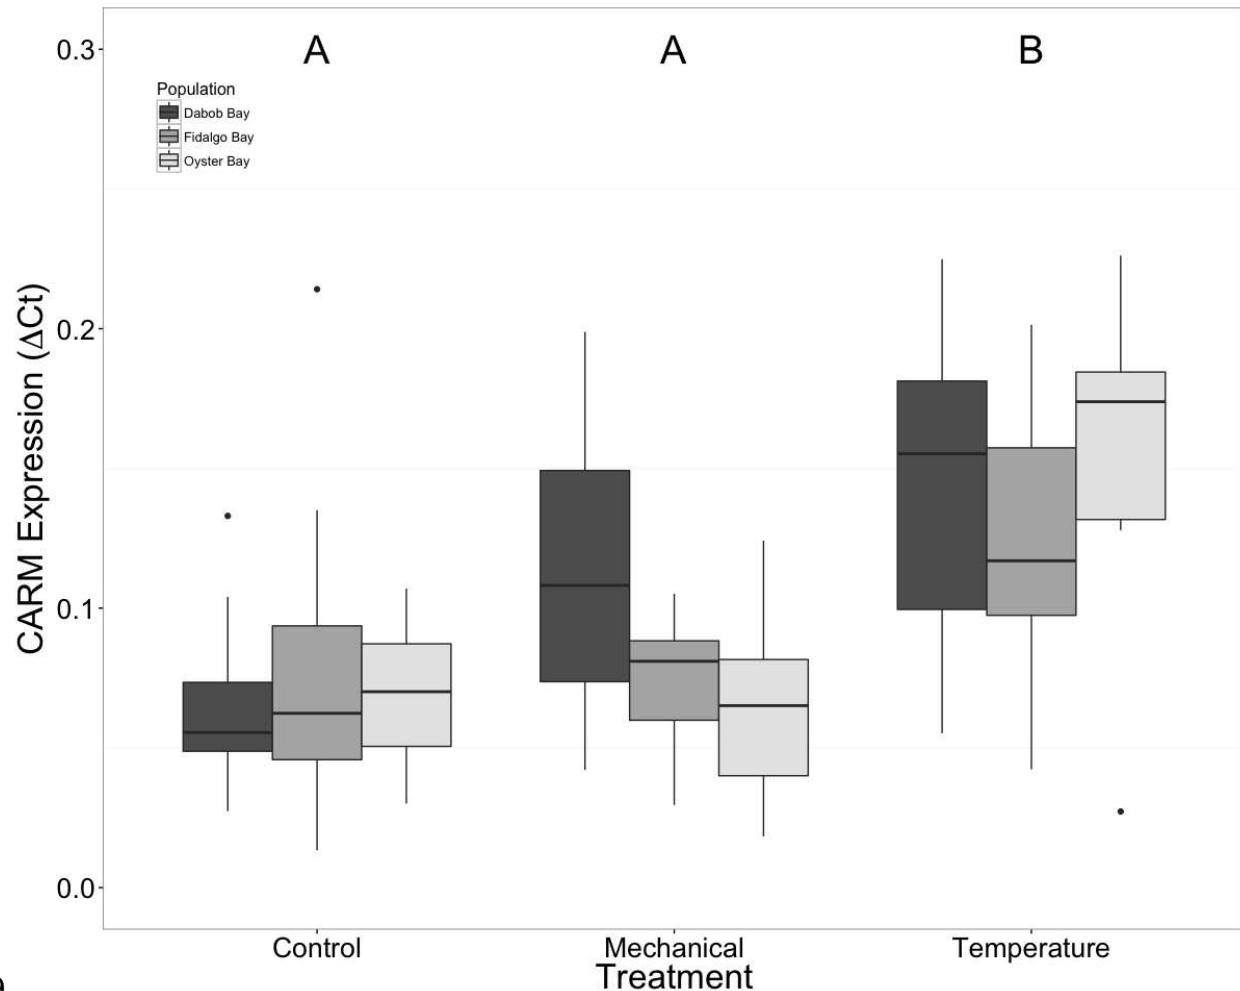 0.3
A
A
B
Population
Dabob Bay
Fidalgo Bay
Oyster Bay
0.2
CARM Expression (ΔCt)
0.1
0.0
Control
Mechanical
Temperature
Treatment